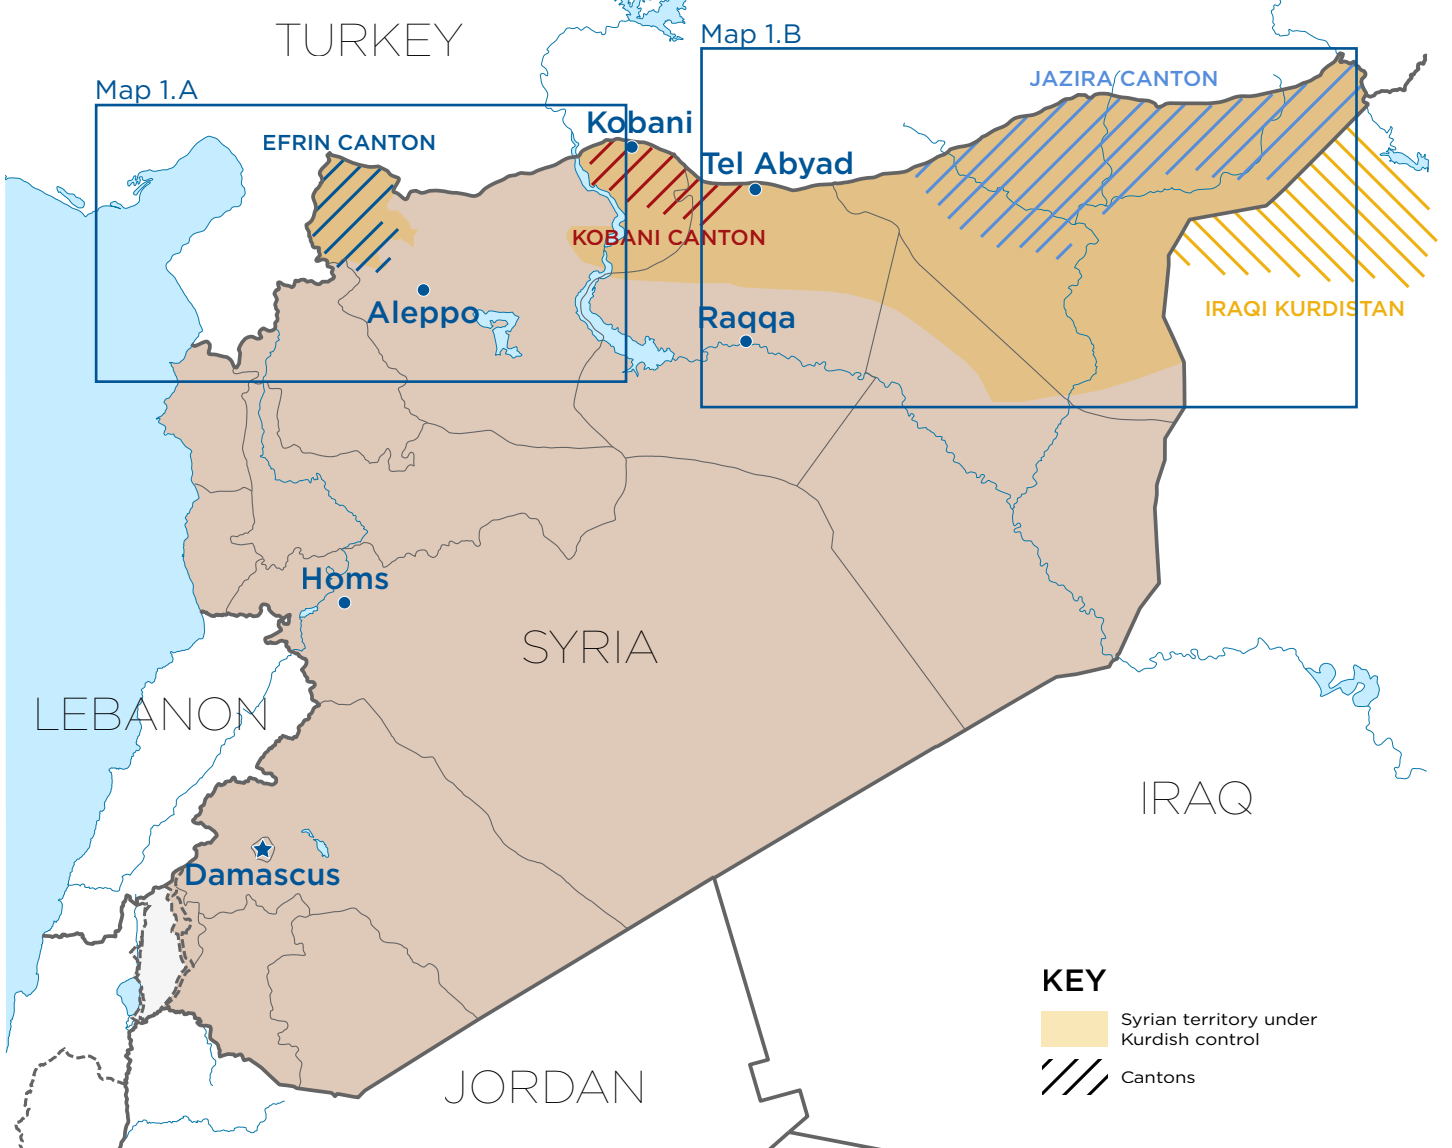 TURKEY
Map 1.B
Map 1.A
JAZIRA CANTON
EFRIN CANTON
Kobani
Tel Abyad
KOBANI CANTON
Aleppo
Raqqa
IRAQI KURDISTAN
Homs
SYRIA
LEBANON
IRAQ
Damascus
JORDAN
KEY
Syrian territory under
Kurdish control
Cantons